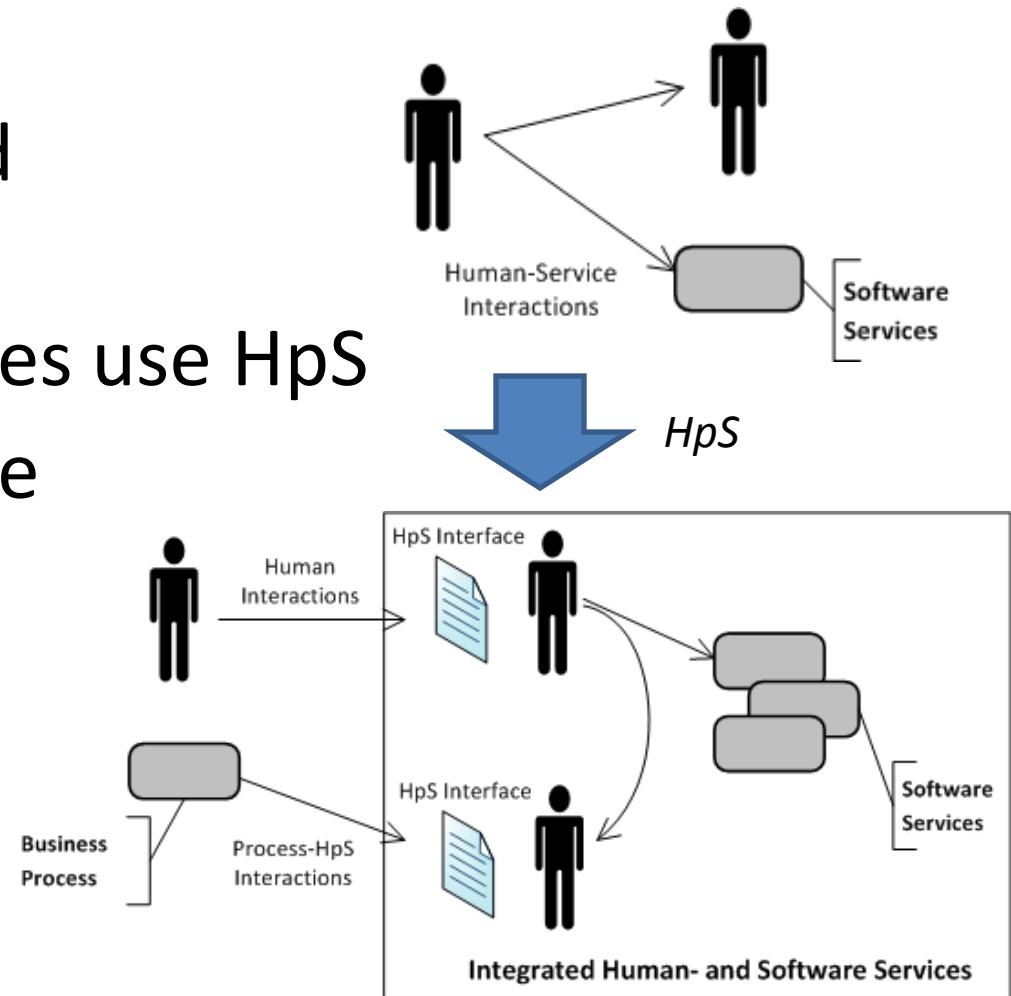 d
Human-Service
Interactions
Software
Services
es use HpS
HpS
e
HpS Interface
Human
Interactions
HpS Interface
Software
Services
Business
Process
Process-HpS
Interactions
Integrated Human- and Software Services